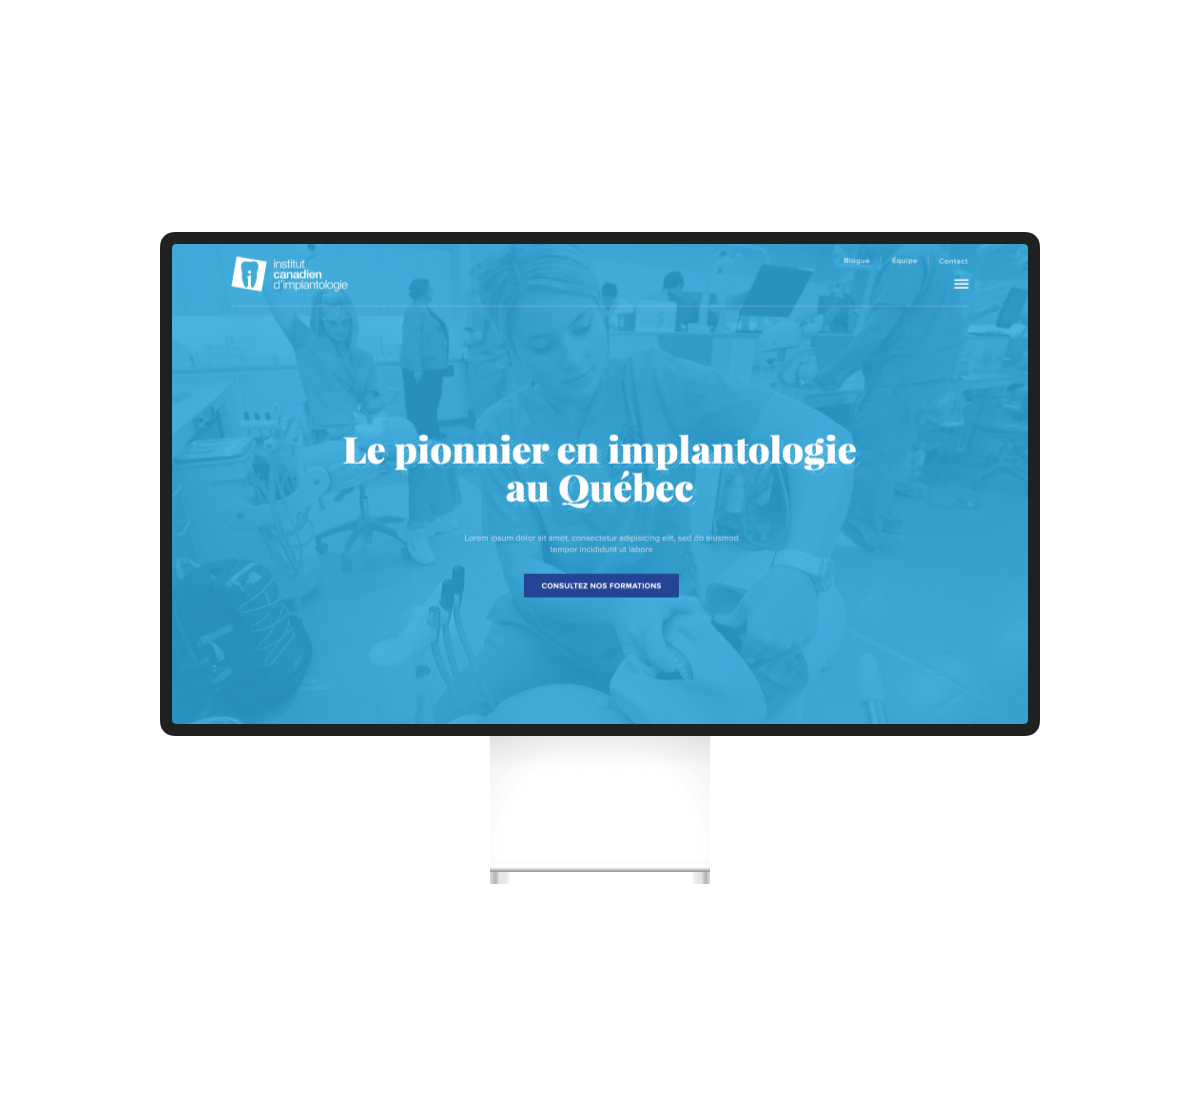 institut
canadien
d'implantologie
Blogue
Équipe
Contact
Le pionnier en implantologie
au Québec
Lorem ipsum dolor sit amet, consectetur adipisicing elit, sed do eiusmod
tempor incididunt ut labore
CONSULTEZ NOS FORMATIONS